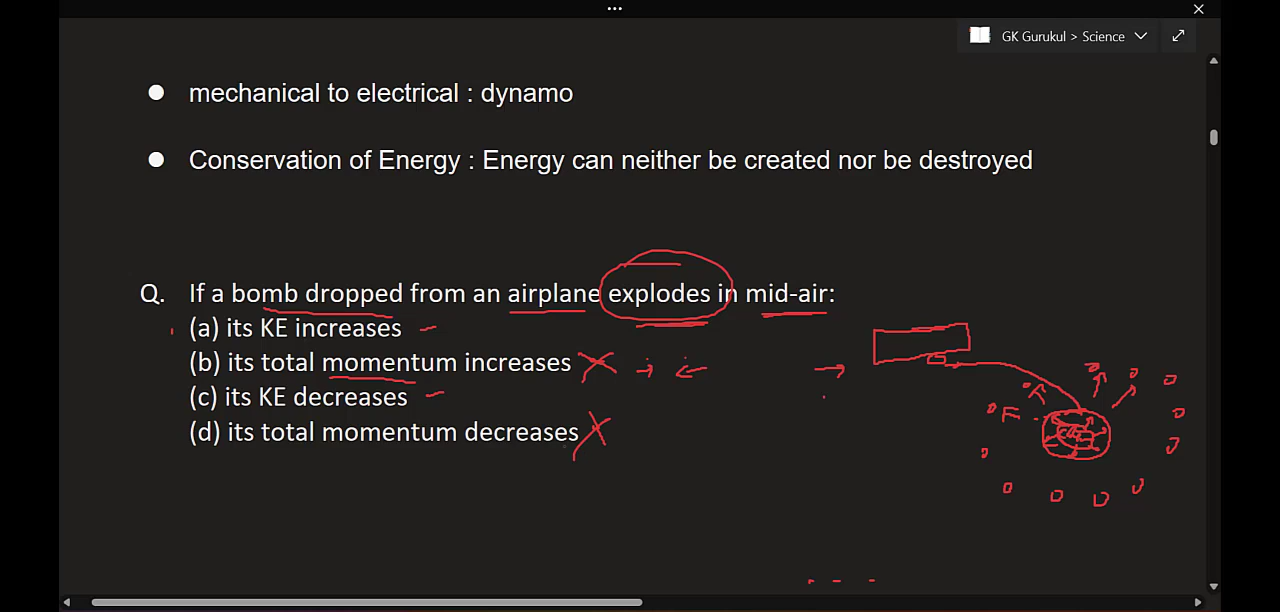 GK Gurukul > Science
● mechanical to electrical : dynamo
● Conservation of Energy : Energy can neither be created nor be destroyed
Q. If a bomb dropped from an airplane explodes in mid-air:
(a) its KE increases
(b) its total momentum increases
(c) its KE decreases
(d) its total momentum decreases